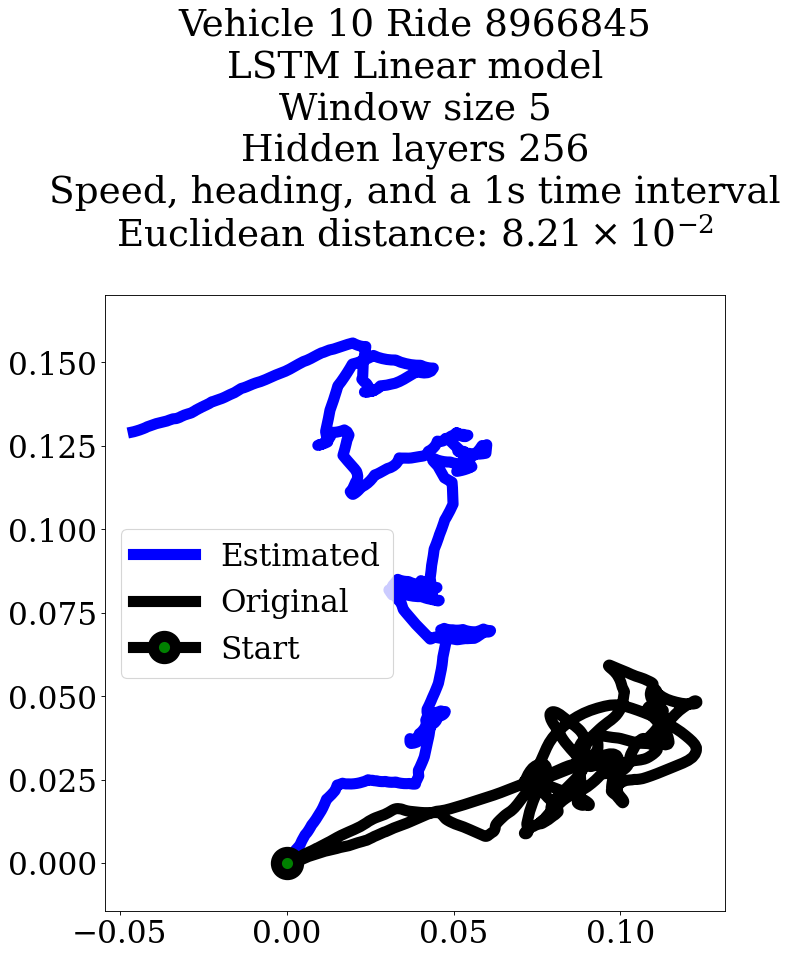 Vehicle 10 Ride 8966845
LSTM Linear model
Window size 5
Hidden layers 256
Speed, heading, and a 1s time interval
Euclidean distance: 8.21 × 10⁻²
0.150
0.125
0.100
0.075
0.050
0.025
0.000
Estimated
Original
Start
−0.05 0.00 0.05 0.10